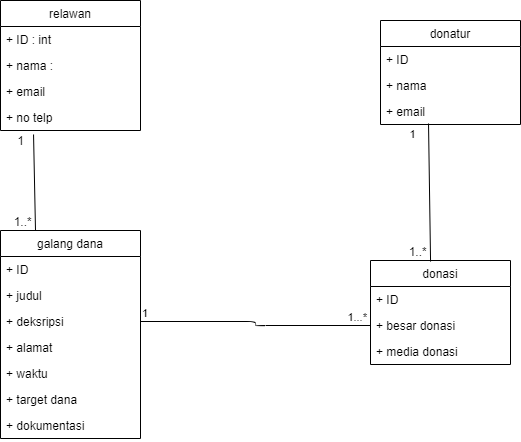 relawan
+ ID : int
+ nama :
+ email
+ no telp
1
1..*
donatur
+ ID
+ nama
+ email
1
1..*
galang dana
+ ID
+ judul
+ deksripsi
+ alamat
+ waktu
+ target dana
+ dokumentasi
1
1...*
donasi
+ ID
+ besar donasi
+ media donasi